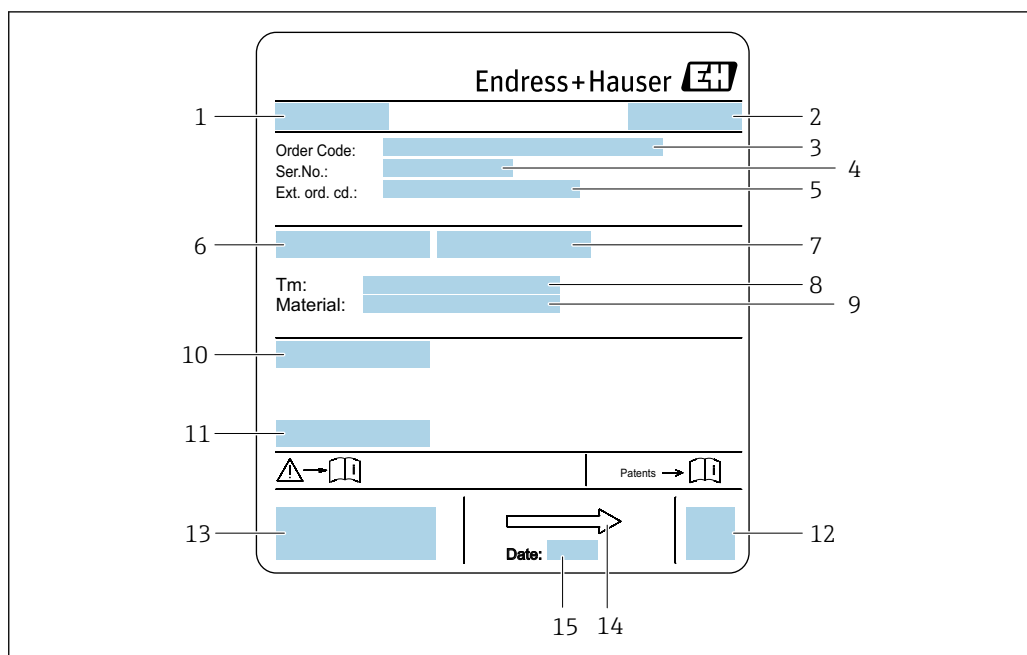 Endress+Hauser EH
1
2
Order Code:
3
Ser.No.:
4
Ext. ord. cd.:
5
6
7
Tm:
8
Material:
9
10
11
Patents
13
12
Date:
15
14